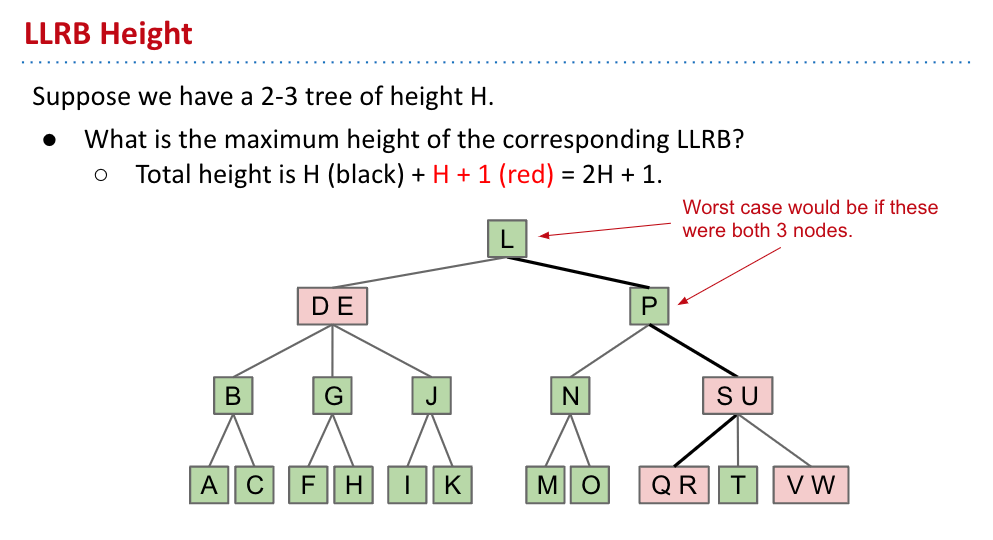 LLRB Height
Suppose we have a 2-3 tree of height H.
● What is the maximum height of the corresponding LLRB?
○ Total height is H (black) + H + 1 (red) = 2H + 1.
Worst case would be if these
were both 3 nodes.
L
D E P
B G J N S U
A C F H I K M O Q R T V W